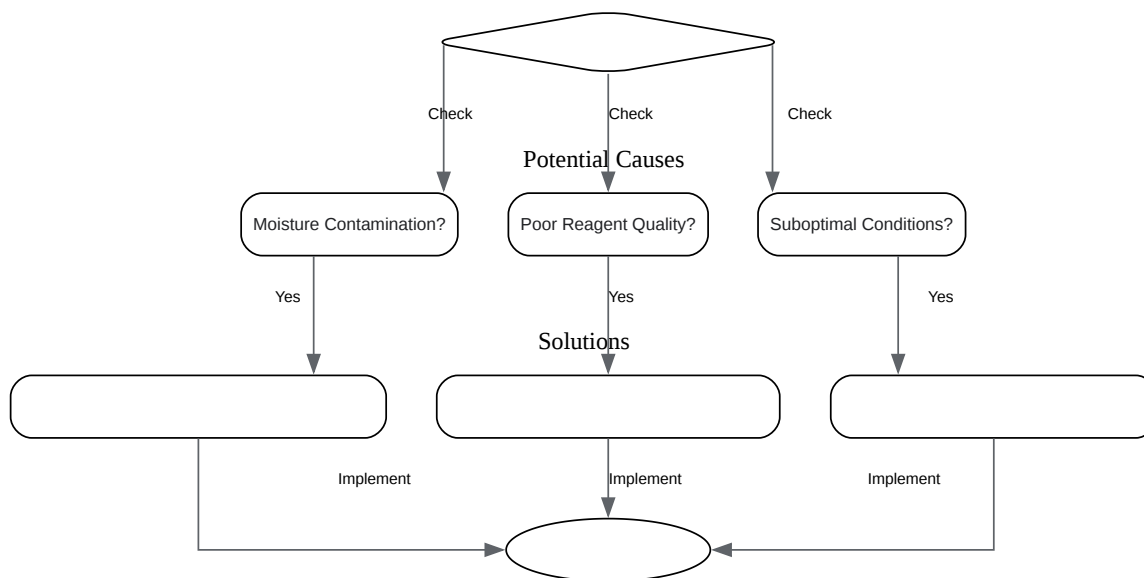 Check
Check
Check
Potential Causes
Moisture Contamination?
Poor Reagent Quality?
Suboptimal Conditions?
Yes
Yes
Yes
Solutions
Implement
Implement
Implement